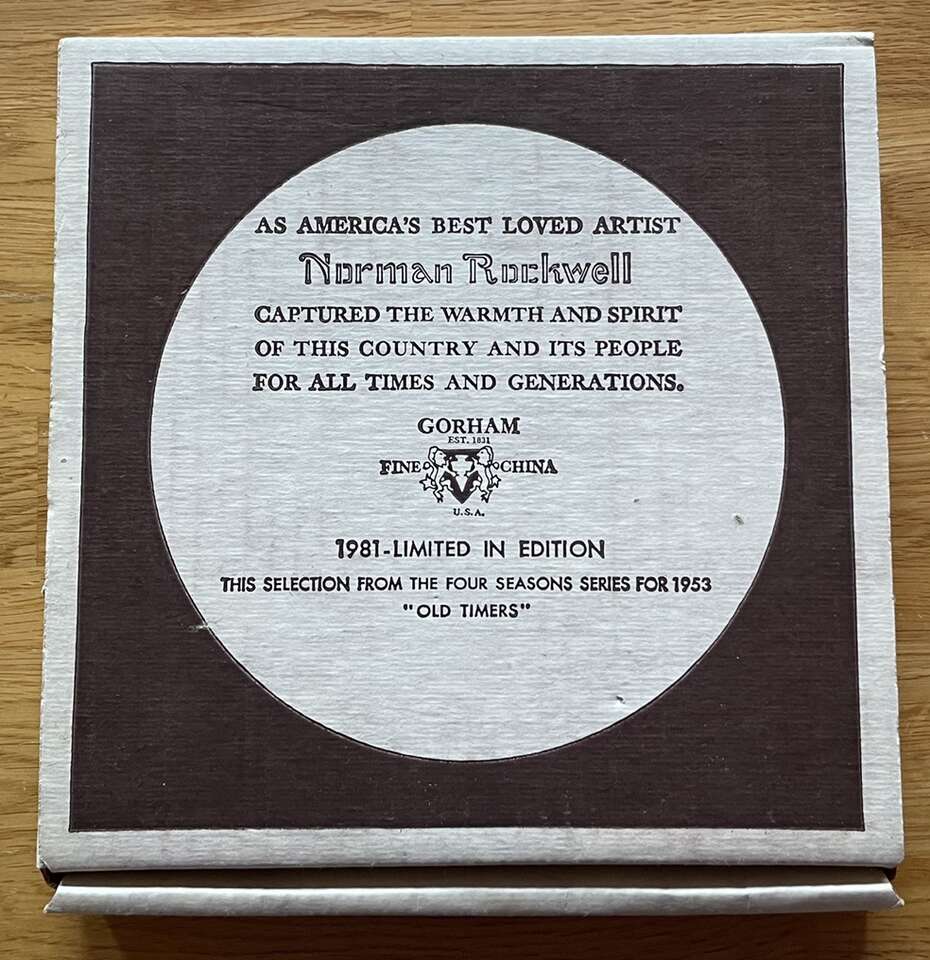 AS AMERICA'S BEST LOVED ARTIST
Norman Rockwell
CAPTURED THE WARMTH AND SPIRIT
OF THIS COUNTRY AND ITS PEOPLE
FOR ALL TIMES AND GENERATIONS.
GORHAM
EST. 1831
FINE CHINA
U.S.A.
1981-LIMITED IN EDITION
THIS SELECTION FROM THE FOUR SEASONS SERIES FOR 1953
"OLD TIMERS"